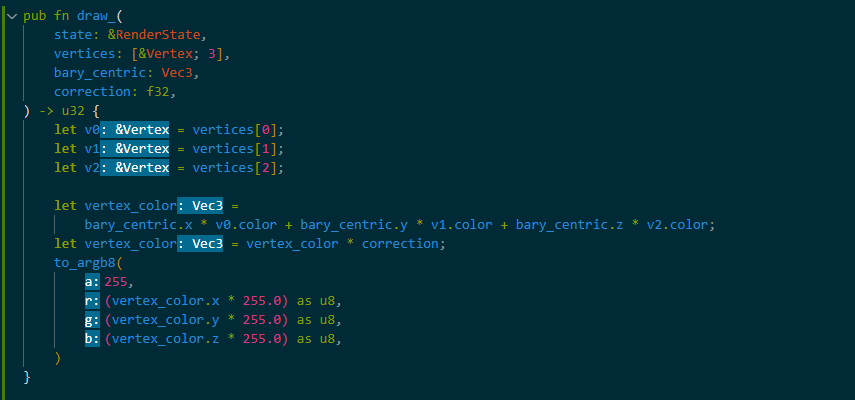 pub fn draw_(
state: &RenderState,
vertices: [&Vertex; 3],
bary_centric: Vec3,
correction: f32,
) -> u32 {
let v0: &Vertex = vertices[0];
let v1: &Vertex = vertices[1];
let v2: &Vertex = vertices[2];
let vertex_color: Vec3 =
bary_centric.x * v0.color + bary_centric.y * v1.color + bary_centric.z * v2.color;
let vertex_color: Vec3 = vertex_color * correction;
to_argb8(
a: 255,
r: (vertex_color.x * 255.0) as u8,
g: (vertex_color.y * 255.0) as u8,
b: (vertex_color.z * 255.0) as u8,
)
}